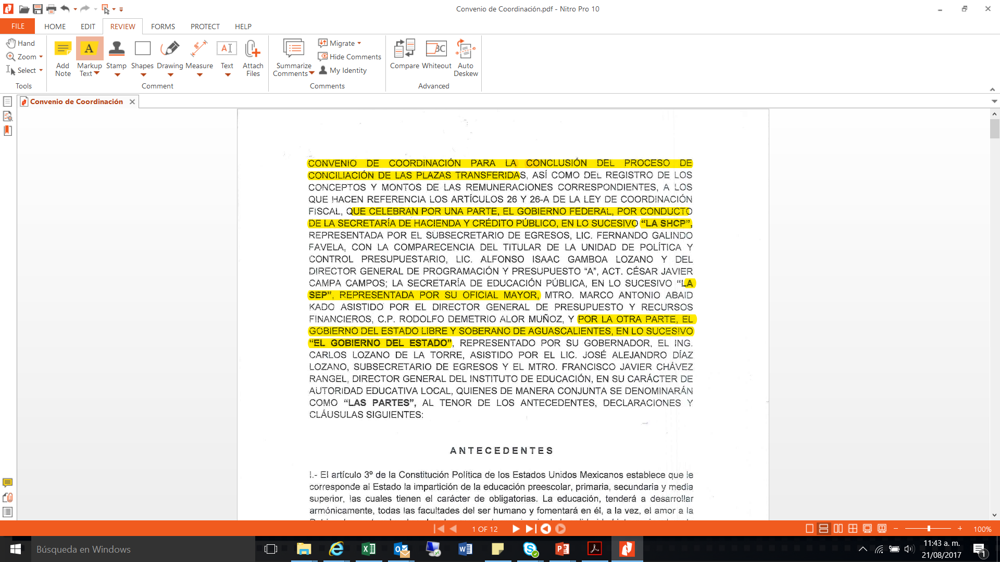 Convenio de Coordinación.pdf - Nitro Pro 10
FILE HOME EDIT REVIEW FORMS PROTECT HELP
Hand
Zoom
Select
Tools
Add Note
Markup Text
Stamp
Shapes
Drawing
Measure
Text
Attach Files
Comment
Summarize Comments
Migrate
Hide Comments
My Identity
Comments
Compare
Whiteout
Auto Deskew
Advanced
Convenio de Coordinación
CONVENIO DE COORDINACIÓN PARA LA CONCLUSIÓN DEL PROCESO DE
CONCILIACIÓN DE LAS PLAZAS TRANSFERIDAS, ASÍ COMO DEL REGISTRO DE LOS
CONCEPTOS Y MONTOS DE LAS REMUNERACIONES CORRESPONDIENTES, A LOS
QUE HACEN REFERENCIA LOS ARTÍCULOS 26 Y 26-A DE LA LEY DE COORDINACIÓN
FISCAL, QUE CELEBRAN POR UNA PARTE, EL GOBIERNO FEDERAL, POR CONDUCTO
DE LA SECRETARÍA DE HACIENDA Y CRÉDITO PÚBLICO, EN LO SUCESIVO “LA SHCP”,
REPRESENTADA POR EL SUBSECRETARIO DE EGRESOS, LIC. FERNANDO GALINDO
FAVELA, CON LA COMPARECENCIA DEL TITULAR DE LA UNIDAD DE POLÍTICA Y
CONTROL PRESUPUESTARIO, LIC. ALFONSO ISAAC GAMBOA LOZANO Y DEL
DIRECTOR GENERAL DE PROGRAMACIÓN Y PRESUPUESTO “A”, ACT. CÉSAR JAVIER
CAMPA CAMPOS; LA SECRETARÍA DE EDUCACIÓN PÚBLICA, EN LO SUCESIVO “LA
SEP”, REPRESENTADA POR SU OFICIAL MAYOR, MTRO. MARCO ANTONIO ABAID
KADO ASISTIDO POR EL DIRECTOR GENERAL DE PRESUPUESTO Y RECURSOS
FINANCIEROS, C.P. RODOLFO DEMETRIO ALOR MUÑOZ, Y POR LA OTRA PARTE, EL
GOBIERNO DEL ESTADO LIBRE Y SOBERANO DE AGUASCALIENTES, EN LO SUCESIVO
“EL GOBIERNO DEL ESTADO”, REPRESENTADO POR SU GOBERNADOR, EL ING.
CARLOS LOZANO DE LA TORRE, ASISTIDO POR EL LIC. JOSÉ ALEJANDRO DÍAZ
LOZANO, SUBSECRETARIO DE EGRESOS Y EL MTRO. FRANCISCO JAVIER CHÁVEZ
RANGEL, DIRECTOR GENERAL DEL INSTITUTO DE EDUCACIÓN, EN SU CARÁCTER DE
AUTORIDAD EDUCATIVA LOCAL, QUIENES DE MANERA CONJUNTA SE DENOMINARÁN
COMO “LAS PARTES”, AL TENOR DE LOS ANTECEDENTES, DECLARACIONES Y
CLÁUSULAS SIGUIENTES:
ANTECEDENTES
I.- El artículo 3º de la Constitución Política de los Estados Unidos Mexicanos establece que le
corresponde al Estado la impartición de la educación preescolar, primaria, secundaria y media
superior, las cuales tienen el carácter de obligatorias. La educación, tenderá a desarrollar
armónicamente, todas las facultades del ser humano y fomentará en él, a la vez, el amor a la
1 OF 12
100%
Búsqueda en Windows
11:43 a. m.
21/08/2017
1